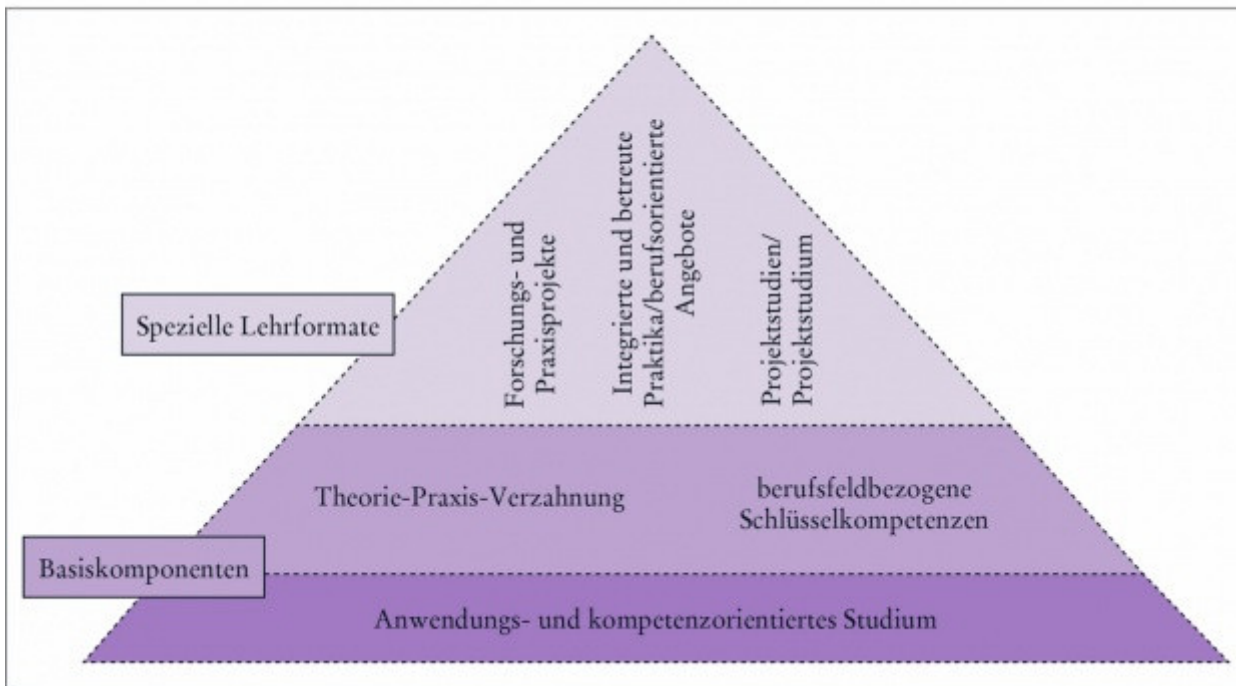 Forschungs- und
Praxisprojekte
Integrierte und betreute
Praktika/berufsorientierte
Angebote
Projektstudien/
Projektstudium
Spezielle Lehrformate
Theorie-Praxis-Verzahnung
berufsfeldbezogene
Schlüsselkompetenzen
Basiskomponenten
Anwendungs- und kompetenzorientiertes Studium